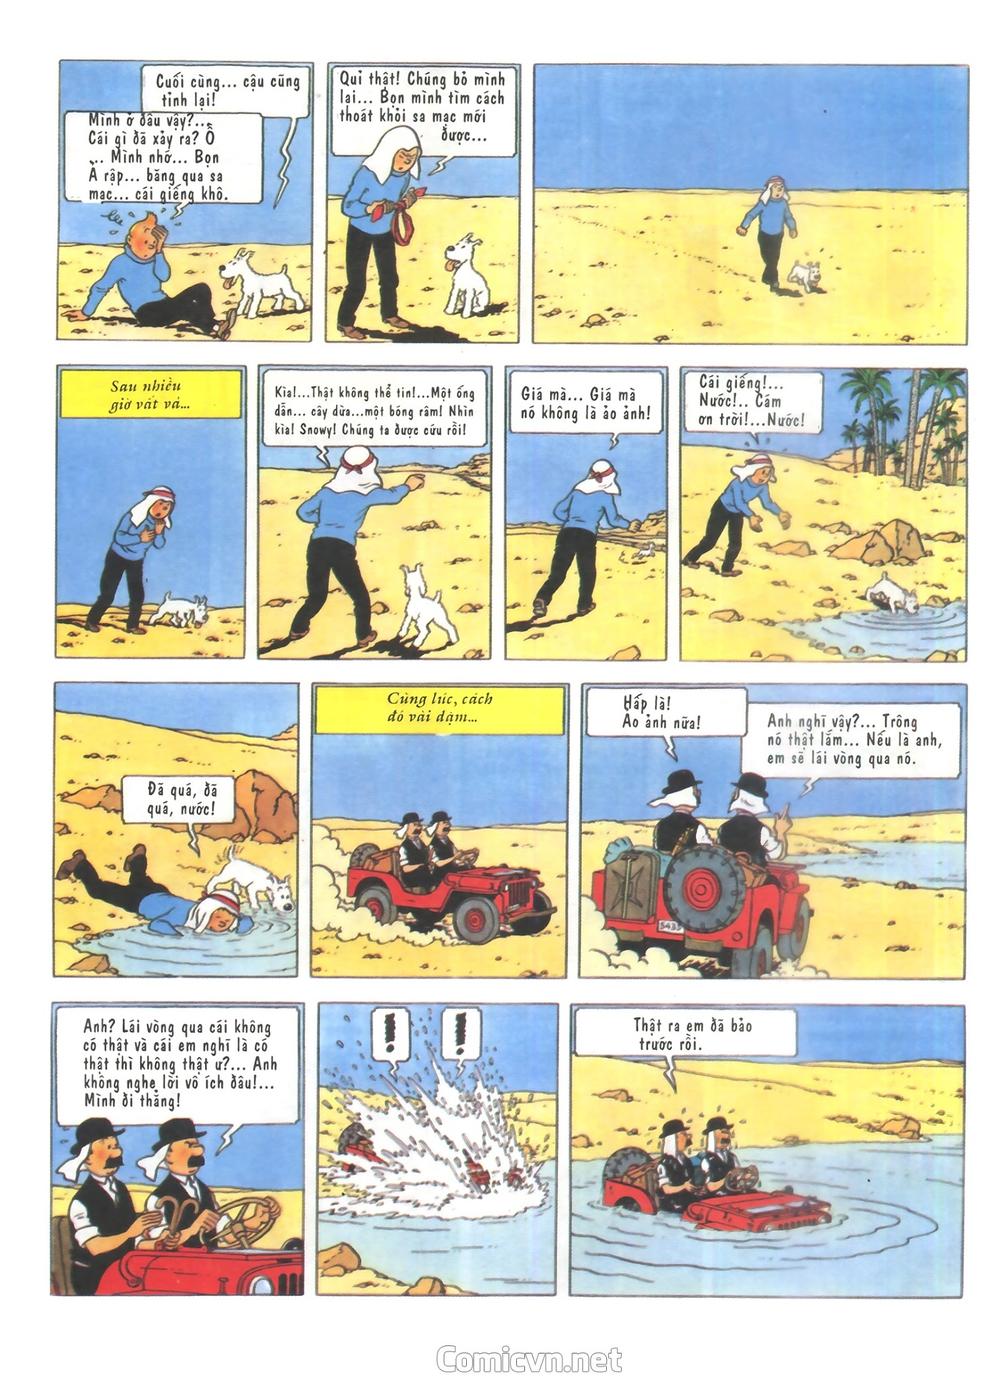 Cuối cùng... cậu cũng
tỉnh lại!
Mình ở đâu vậy?...
Cái gì đã xảy ra? Ồ
... Mình nhớ... Bọn
Ả rập... băng qua sa
mạc... cái giếng khô.
Quỉ thật! Chúng bỏ mình
lại... Bọn mình tìm cách
thoát khỏi sa mạc mới
được...
Sau nhiều
giờ vất vả...
Kìa!...Thật không thể tin!...Một ống
dẫn... cây dừa...một bóng râm! Nhìn
kìa! Snowy! Chúng ta được cứu rồi!
Giá mà... Giá mà
nó không là ảo ảnh!
Cái giếng!...
Nước!.. Cám
ơn trời!...Nước!
Đã quá, đã
quá, nước!
Cùng lúc, cách
đó vài dặm...
Hấp là!
Ao ảnh nữa!
Anh nghĩ vậy?... Trông
nó thật lắm... Nếu là anh,
em sẽ lái vòng qua nó.
5435
Anh? Lái vòng qua cái không
có thật và cái em nghĩ là có
thật thì không thật ư?... Anh
không nghe lời vô ích đâu!...
Mình đi thẳng!
!
!
Thật ra em đã bảo
trước rồi.
Comicvn.net